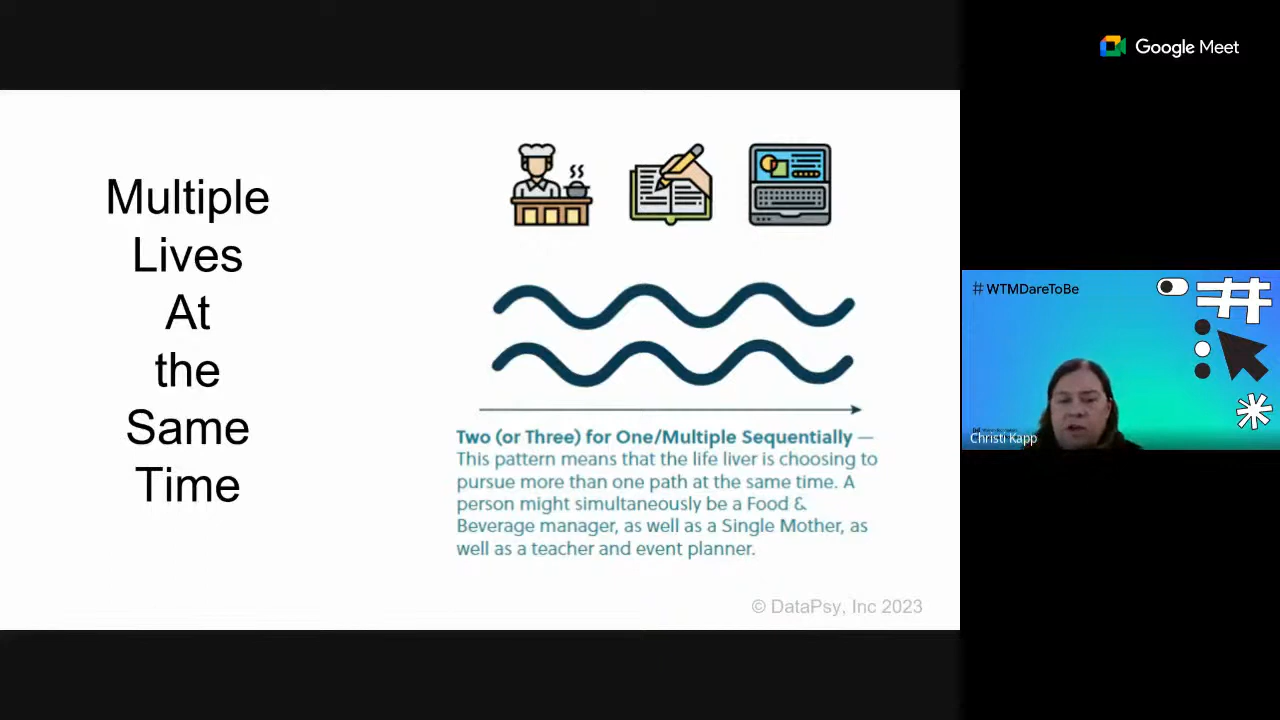 Google Meet
Multiple
Lives
At
the
Same
Time
Two (or Three) for One/Multiple Sequentially —
This pattern means that the life liver is choosing to
pursue more than one path at the same time. A
person might simultaneously be a Food &
Beverage manager, as well as a Single Mother, as
well as a teacher and event planner.
© DataPsy, Inc 2023
# WTMDareToBe
Christi Kapp